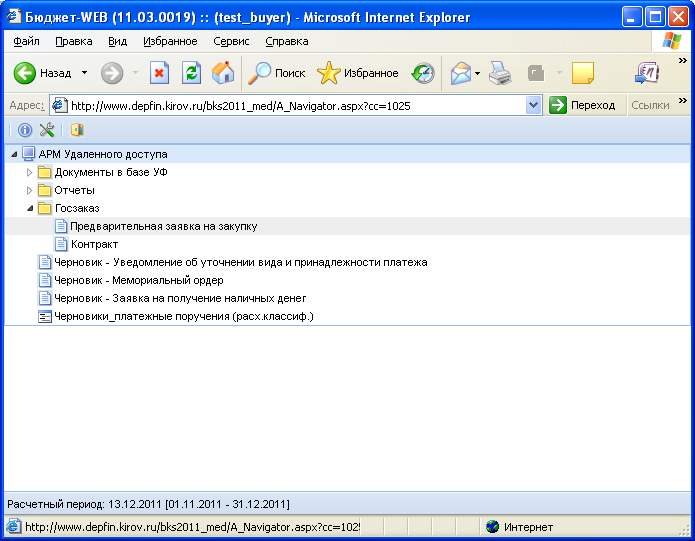 Бюджет-WEB (11.03.0019) :: (test_buyer) - Microsoft Internet Explorer
Файл Правка Вид Избранное Сервис Справка
Назад Поиск Избранное
Адрес: http://www.depfin.kirov.ru/bks2011_med/A_Navigator.aspx?cc=1025 Переход Ссылки
АРМ Удаленного доступа
Документы в базе УФ
Отчеты
Госзаказ
Предварительная заявка на закупку
Контракт
Черновик - Уведомление об уточнении вида и принадлежности платежа
Черновик - Мемориальный ордер
Черновик - Заявка на получение наличных денег
Черновики_платежные поручения (расх.классиф.)
Расчетный период: 13.12.2011 [01.11.2011 - 31.12.2011]
http://www.depfin.kirov.ru/bks2011_med/A_Navigator.aspx?cc=102 Интернет